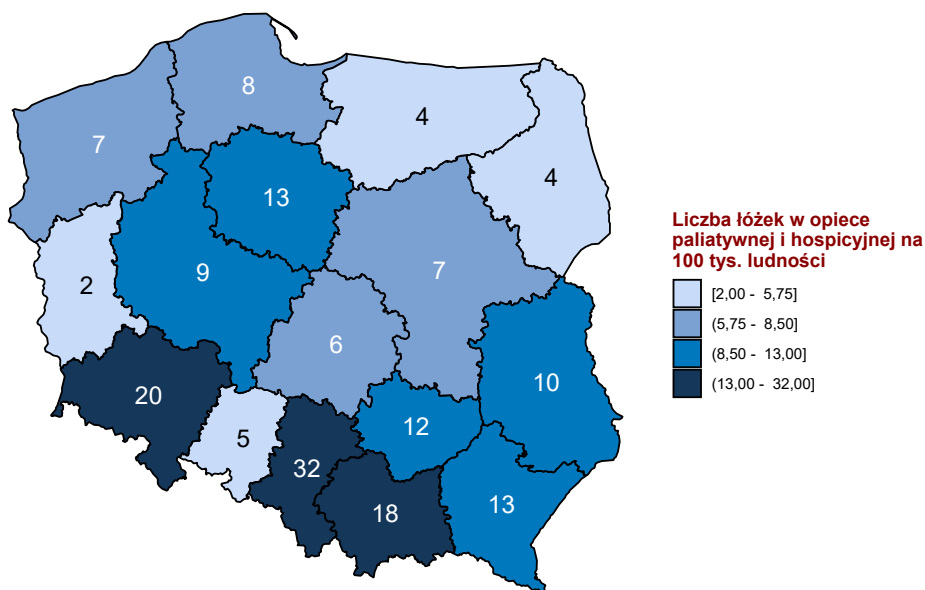 8
4
7
4
13
9
7
2
6
10
20
12
5
32
18
13
Liczba łóżek w opiece
paliatywnej i hospicyjnej na
100 tys. ludności
[2,00 - 5,75]
(5,75 - 8,50]
(8,50 - 13,00]
(13,00 - 32,00]